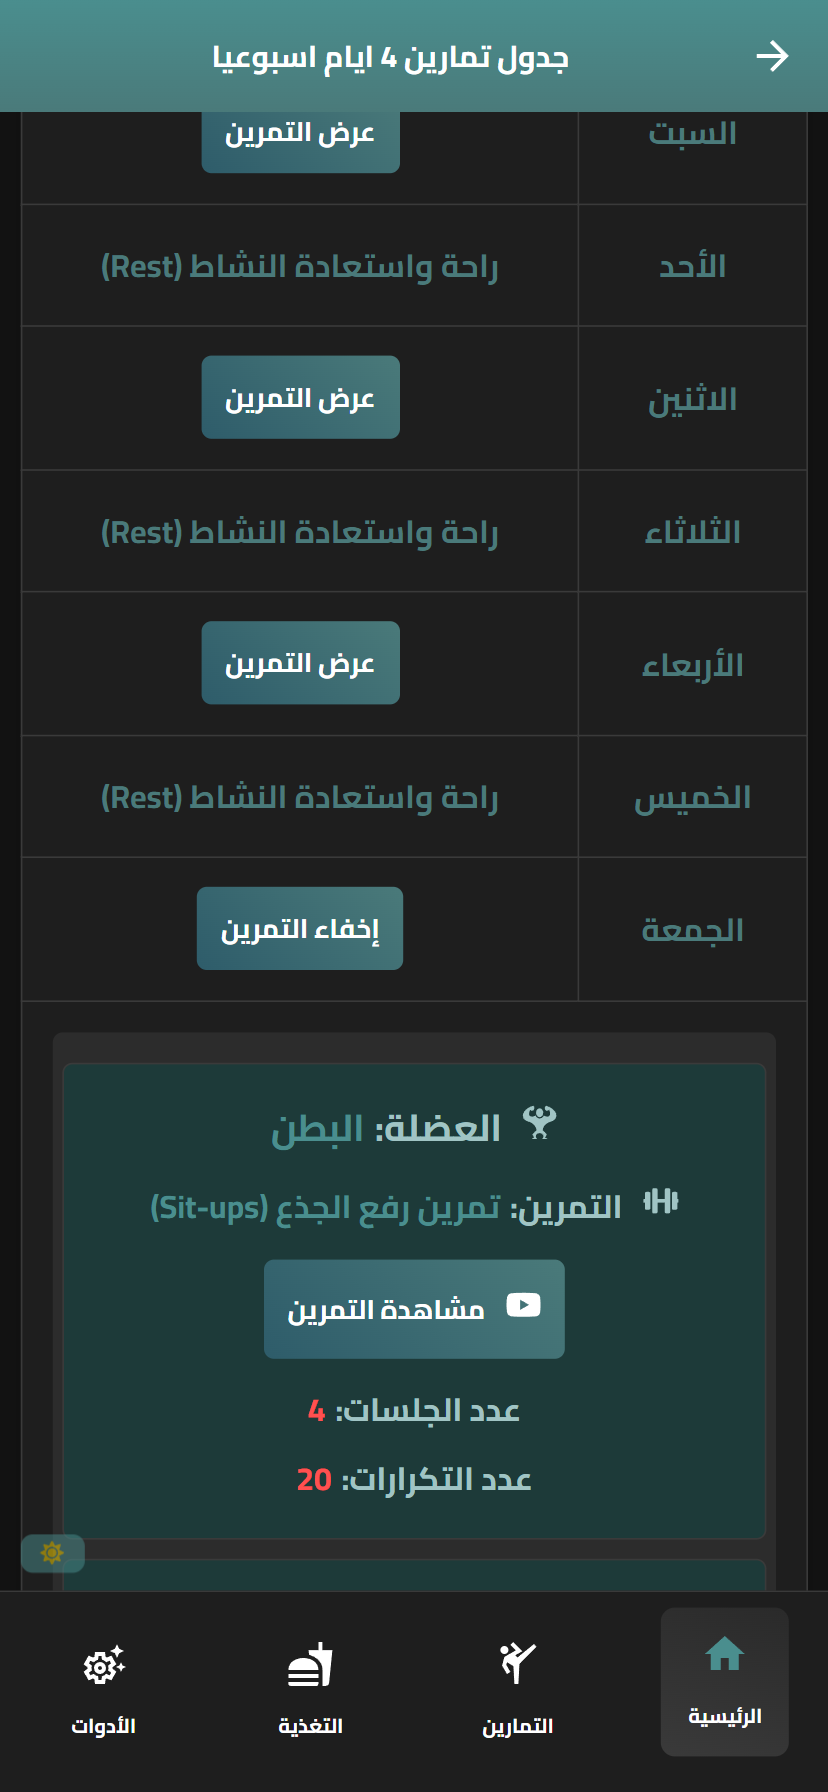 جدول تمارين 4 ايام اسبوعيا
السبت
عرض التمرين
الأحد
راحة واستعادة النشاط (Rest)
الاثنين
عرض التمرين
الثلاثاء
راحة واستعادة النشاط (Rest)
الأربعاء
عرض التمرين
الخميس
راحة واستعادة النشاط (Rest)
الجمعة
إخفاء التمرين
العضلة: البطن
التمرين: تمرين رفع الجذع (Sit-ups)
مشاهدة التمرين
عدد الجلسات: 4
عدد التكرارات: 20
الرئيسية
التمارين
التغذية
الأدوات